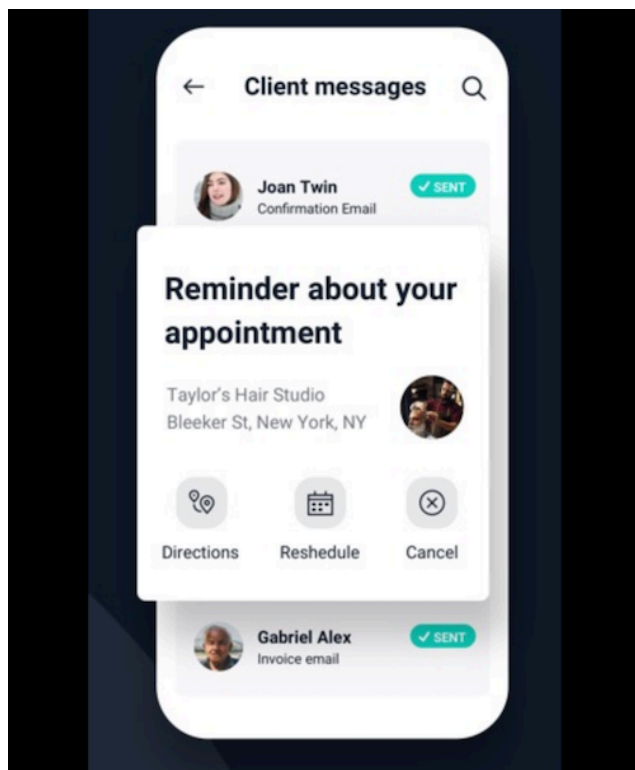 Client messages
Joan Twin
✓ SENT
Confirmation Email
Reminder about your
appointment
Taylor's Hair Studio
Bleeker St, New York, NY
Directions
Reshedule
Cancel
Gabriel Alex
✓ SENT
Invoice email